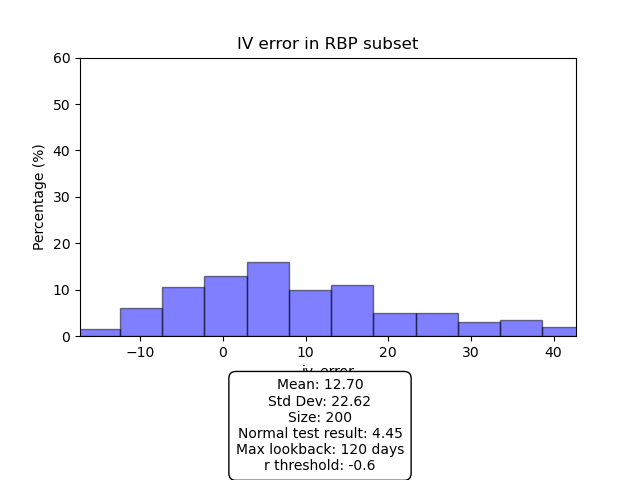 IV error in RBP subset
Percentage (%)
60
50
40
30
20
10
0
−10 0 10 20 30 40
iv_error
Mean: 12.70
Std Dev: 22.62
Size: 200
Normal test result: 4.45
Max lookback: 120 days
r threshold: -0.6